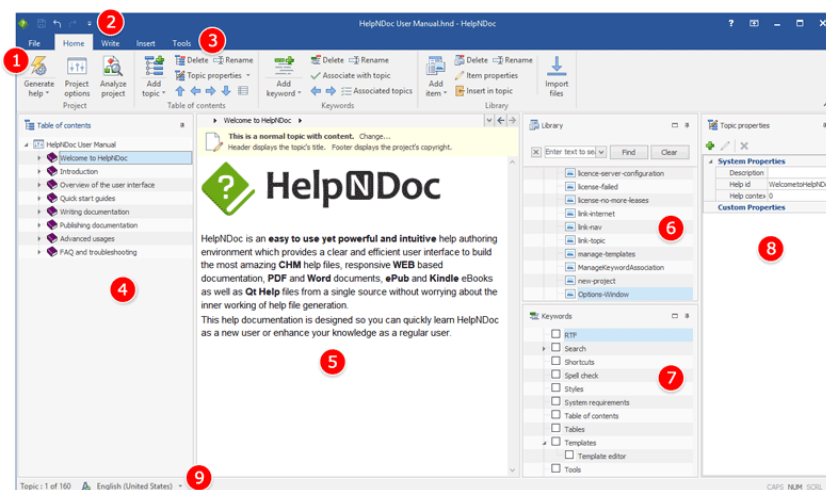 HelpNDoc User Manual.hnd - HelpNDoc
?
2
File Home Write Insert Tools
3
1
Generate help
Project options
Analyze project
Project
Add topic
Delete Rename
Topic properties
Table of contents
Add keyword
Delete Rename
Associate with topic
Associated topics
Keywords
Add item
Delete Rename
Item properties
Insert in topic
Library
Import files
Table of contents
HelpNDoc User Manual
Welcome to HelpNDoc
Introduction
Overview of the user interface
Quick start guides
Writing documentation
Publishing documentation
Advanced usages
FAQ and troubleshooting
4
Welcome to HelpNDoc
This is a normal topic with content. Change...
Header displays the topic's title. Footer displays the project's copyright.
HelpNDoc
HelpNDoc is an easy to use yet powerful and intuitive help authoring
environment which provides a clear and efficient user interface to build
the most amazing CHM help files, responsive WEB based
documentation, PDF and Word documents, ePub and Kindle eBooks
as well as Qt Help files from a single source without worrying about the
inner working of help file generation.
This help documentation is designed so you can quickly learn HelpNDoc
as a new user or enhance your knowledge as a regular user.
5
Library
Enter text to se Find Clear
licence-server-configuration
license-failed
license-no-more-leases
link-internet
link-nav
link-topic
manage-templates
ManageKeywordAssociation
new-project
Options-Window
6
Keywords
RTF
Search
Shortcuts
Spell check
Styles
System requirements
Table of contents
Tables
Templates
Template editor
Tools
7
Topic properties
System Properties
Description
Help id WelcometoHelpND
Help contex 0
Custom Properties
8
Topic : 1 of 160 English (United States)
9
CAPS NUM SCRL